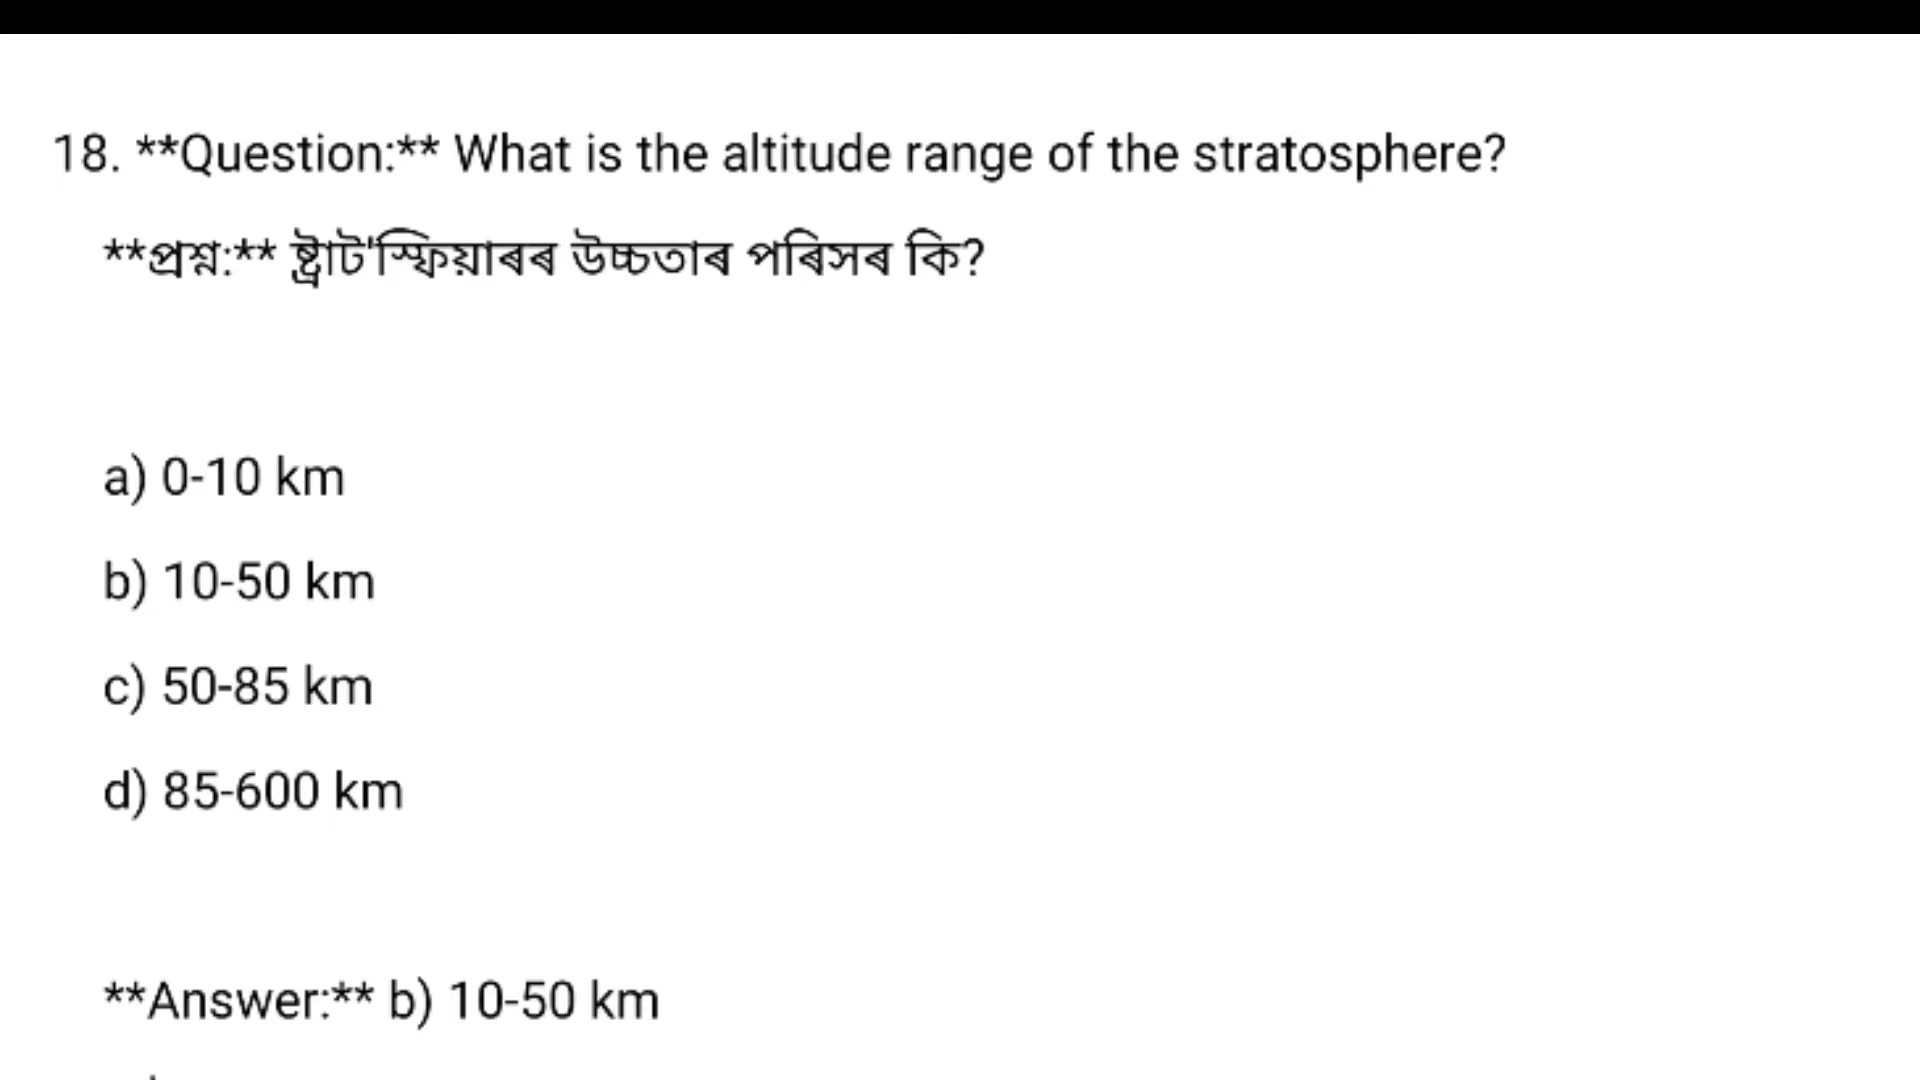 18. **Question:** What is the altitude range of the stratosphere?
**প্ৰশ্ন:** ষ্ট্ৰাট'স্ফিয়াৰৰ উচ্চতাৰ পৰিসৰ কি?
a) 0-10 km
b) 10-50 km
c) 50-85 km
d) 85-600 km
**Answer:** b) 10-50 km